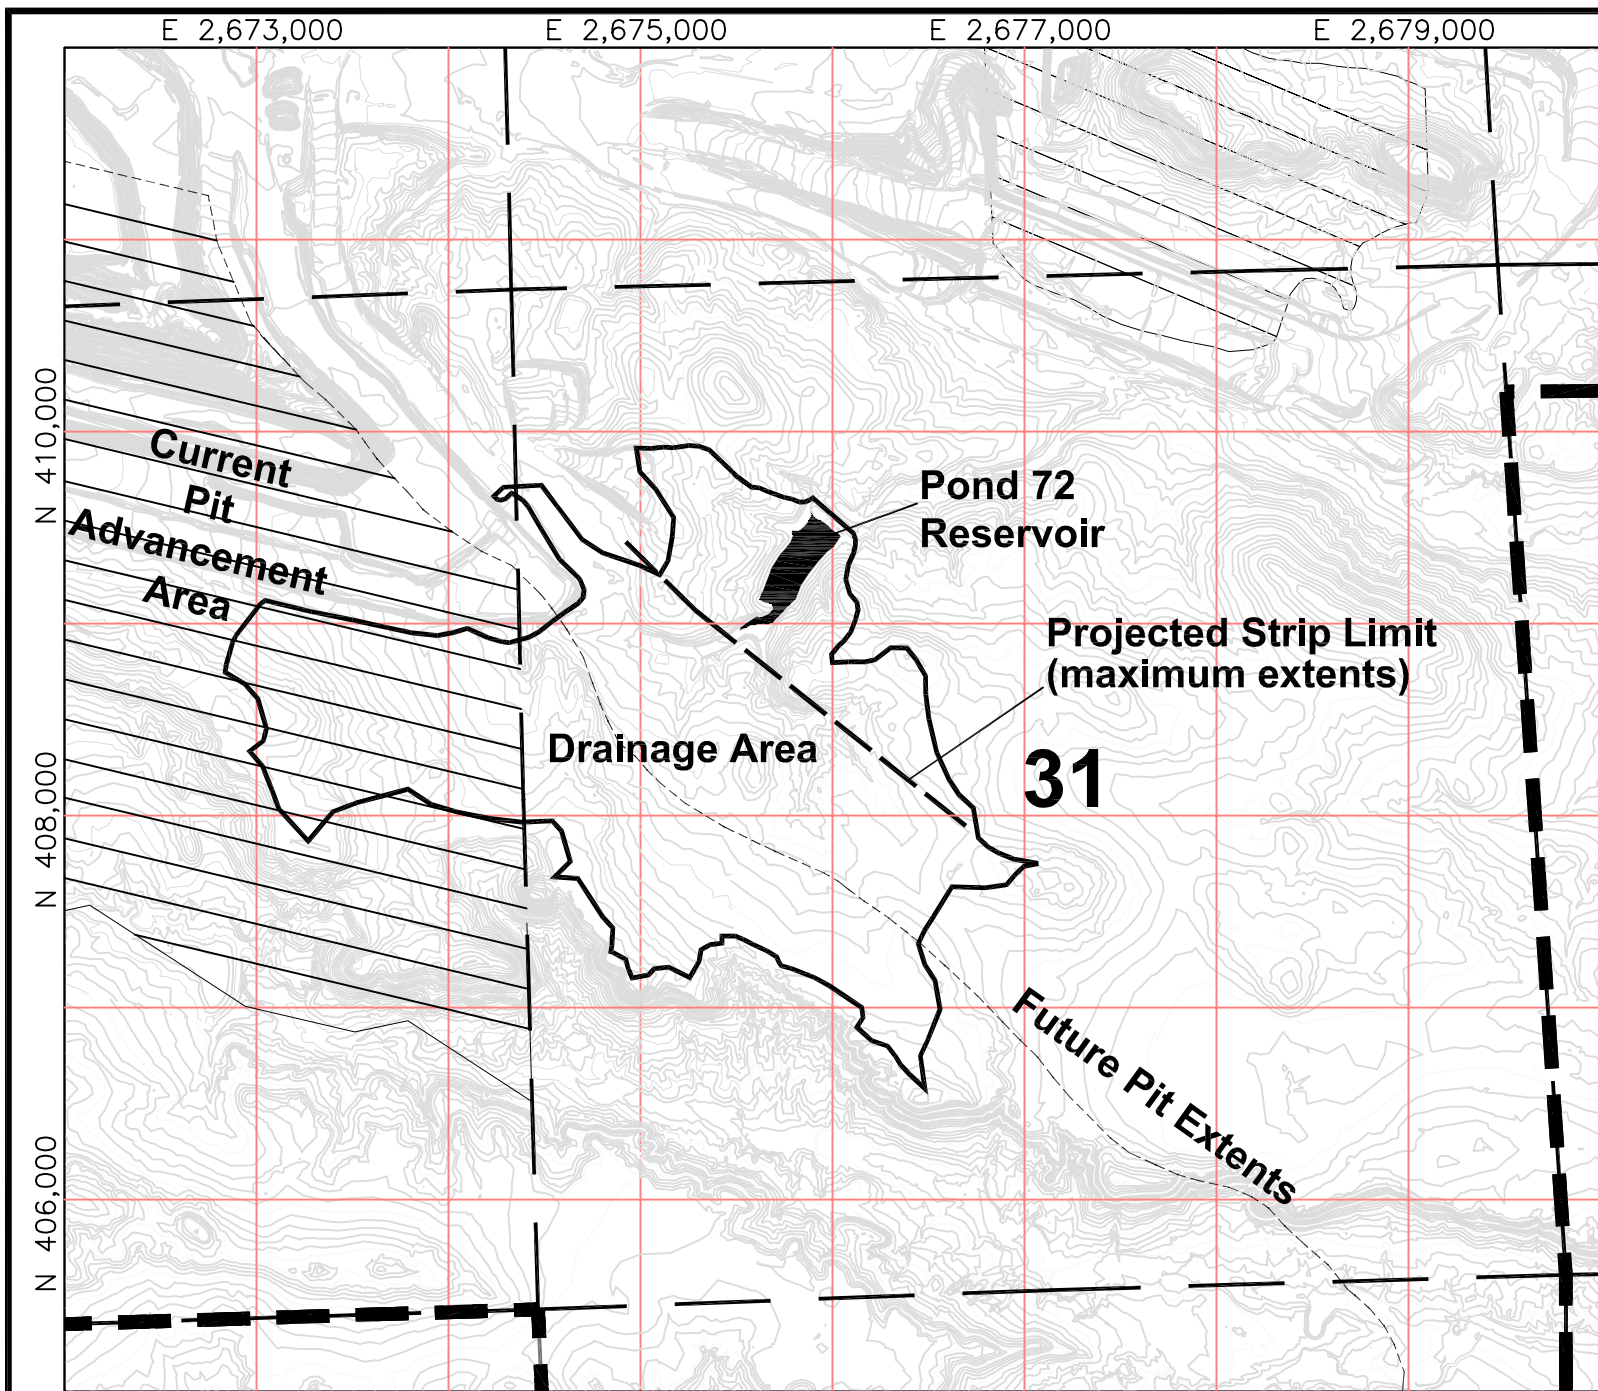 E 2,673,000
E 2,675,000
E 2,677,000
E 2,679,000
N 410,000
N 408,000
N 406,000
Current
Pit
Advancement
Area
Pond 72
Reservoir
Projected Strip Limit
(maximum extents)
Drainage Area
31
Future Pit Extents